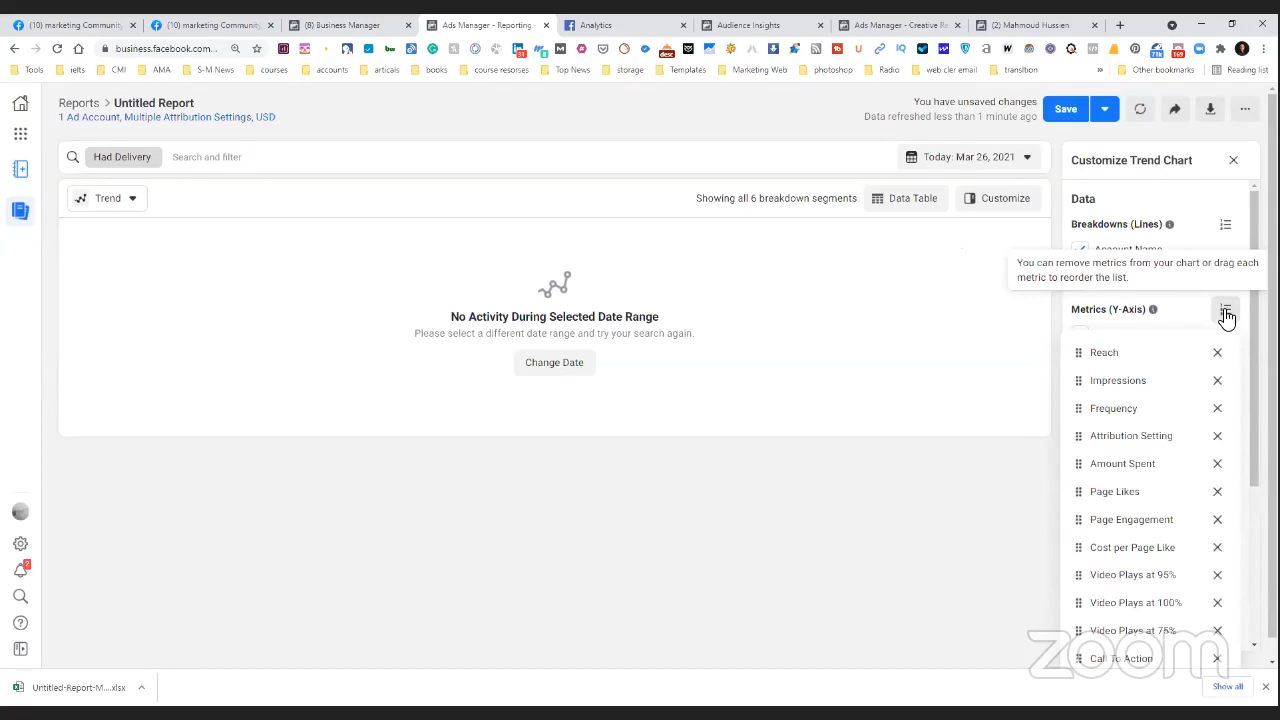 (10) marketing Community,
(10) marketing Community,
(8) Business Manager
Ads Manager - Reporting -
Analytics
Audience Insights
Ads Manager - Creative Re
(2) Mahmoud Hussien
business.facebook.com...
Tools
ielts
CMI
AMA
S-M News
courses
accounts
articals
books
course resorses
Top News
storage
Templates
Marketing Web
photoshop
Radio
web cler email
transltion
Other bookmarks
Reading list
Reports > Untitled Report
1 Ad Account, Multiple Attribution Settings, USD
You have unsaved changes
Data refreshed less than 1 minute ago
Save
Had Delivery
Search and filter
Today: Mar 26, 2021
Trend
Showing all 6 breakdown segments
Data Table
Customize
No Activity During Selected Date Range
Please select a different date range and try your search again.
Change Date
Customize Trend Chart
Data
Breakdowns (Lines)
Account Name
You can remove metrics from your chart or drag each
metric to reorder the list.
Metrics (Y-Axis)
Reach
Impressions
Frequency
Attribution Setting
Amount Spent
Page Likes
Page Engagement
Cost per Page Like
Video Plays at 95%
Video Plays at 100%
Video Plays at 75%
Call To Action
zoom
2
Untitled-Report-M....xlsx
Show all